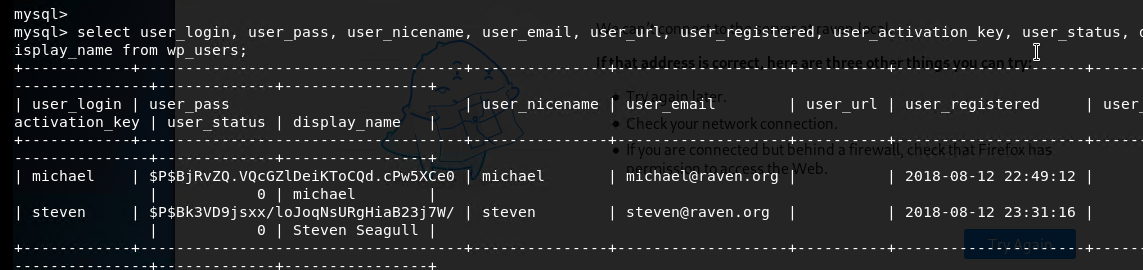 mysql>
mysql> select user_login, user_pass, user_nicename, user_email, user_url, user_registered, user_activation_key, user_status, d
isplay_name from wp_users;
+------------+------------------------------------+---------------+-------------------+----------+---------------------+------
---------------+-------------+----------------+
| user_login | user_pass                          | user_nicename | user_email        | user_url | user_registered     | user_
activation_key | user_status | display_name   |
+------------+------------------------------------+---------------+-------------------+----------+---------------------+------
---------------+-------------+----------------+
| michael    | $P$BjRvZQ.VQcGZlDeiKToCQd.cPw5XCe0 | michael       | michael@raven.org |          | 2018-08-12 22:49:12 |
               |           0 | michael        |
| steven     | $P$Bk3VD9jsxx/loJoqNsURgHiaB23j7W/ | steven        | steven@raven.org  |          | 2018-08-12 23:31:16 |
               |           0 | Steven Seagull |
+------------+------------------------------------+---------------+-------------------+----------+---------------------+------
---------------+-------------+----------------+
We can't connect to the server at raven.local.
If that address is correct, here are three other things you can try:
Try again later.
Check your network connection.
If you are connected but behind a firewall, check that Firefox has
permission to access the Web.
Try Again